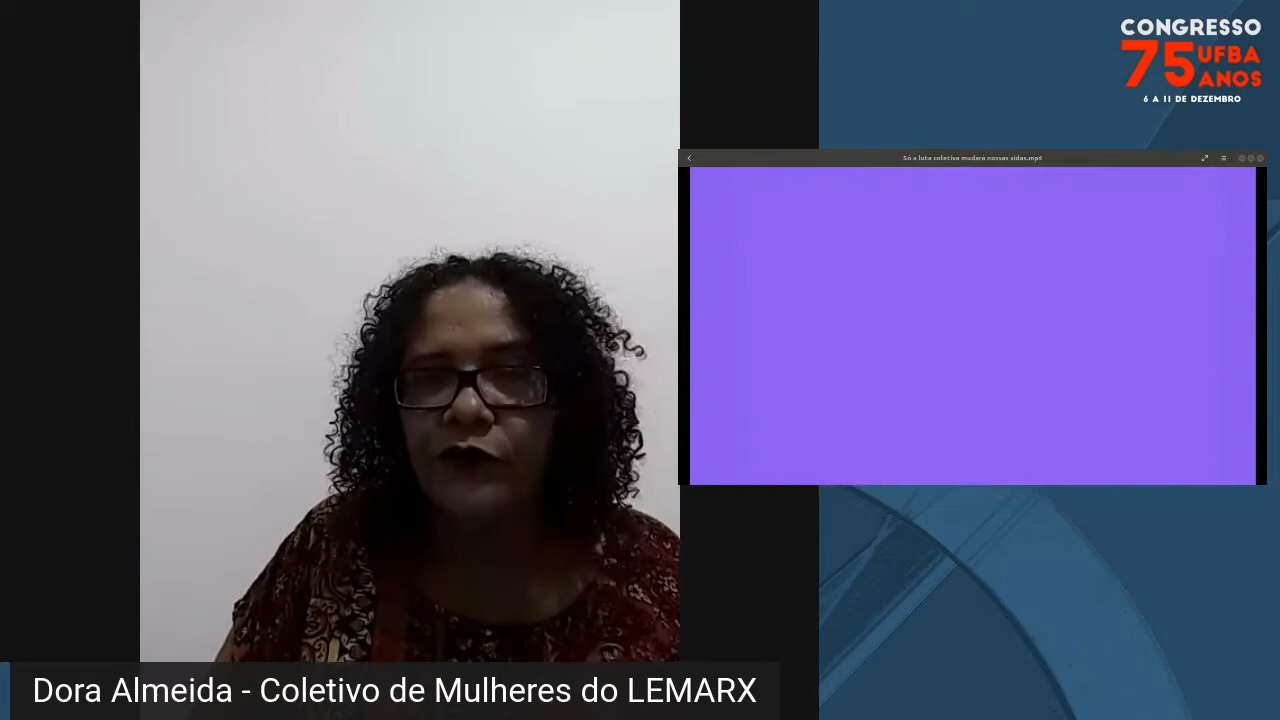 CONGRESSO
75 UFBA
ANOS
6 A 11 DE DEZEMBRO
Só a luta coletiva mudará nossas vidas.mp4
Dora Almeida - Coletivo de Mulheres do LEMARX